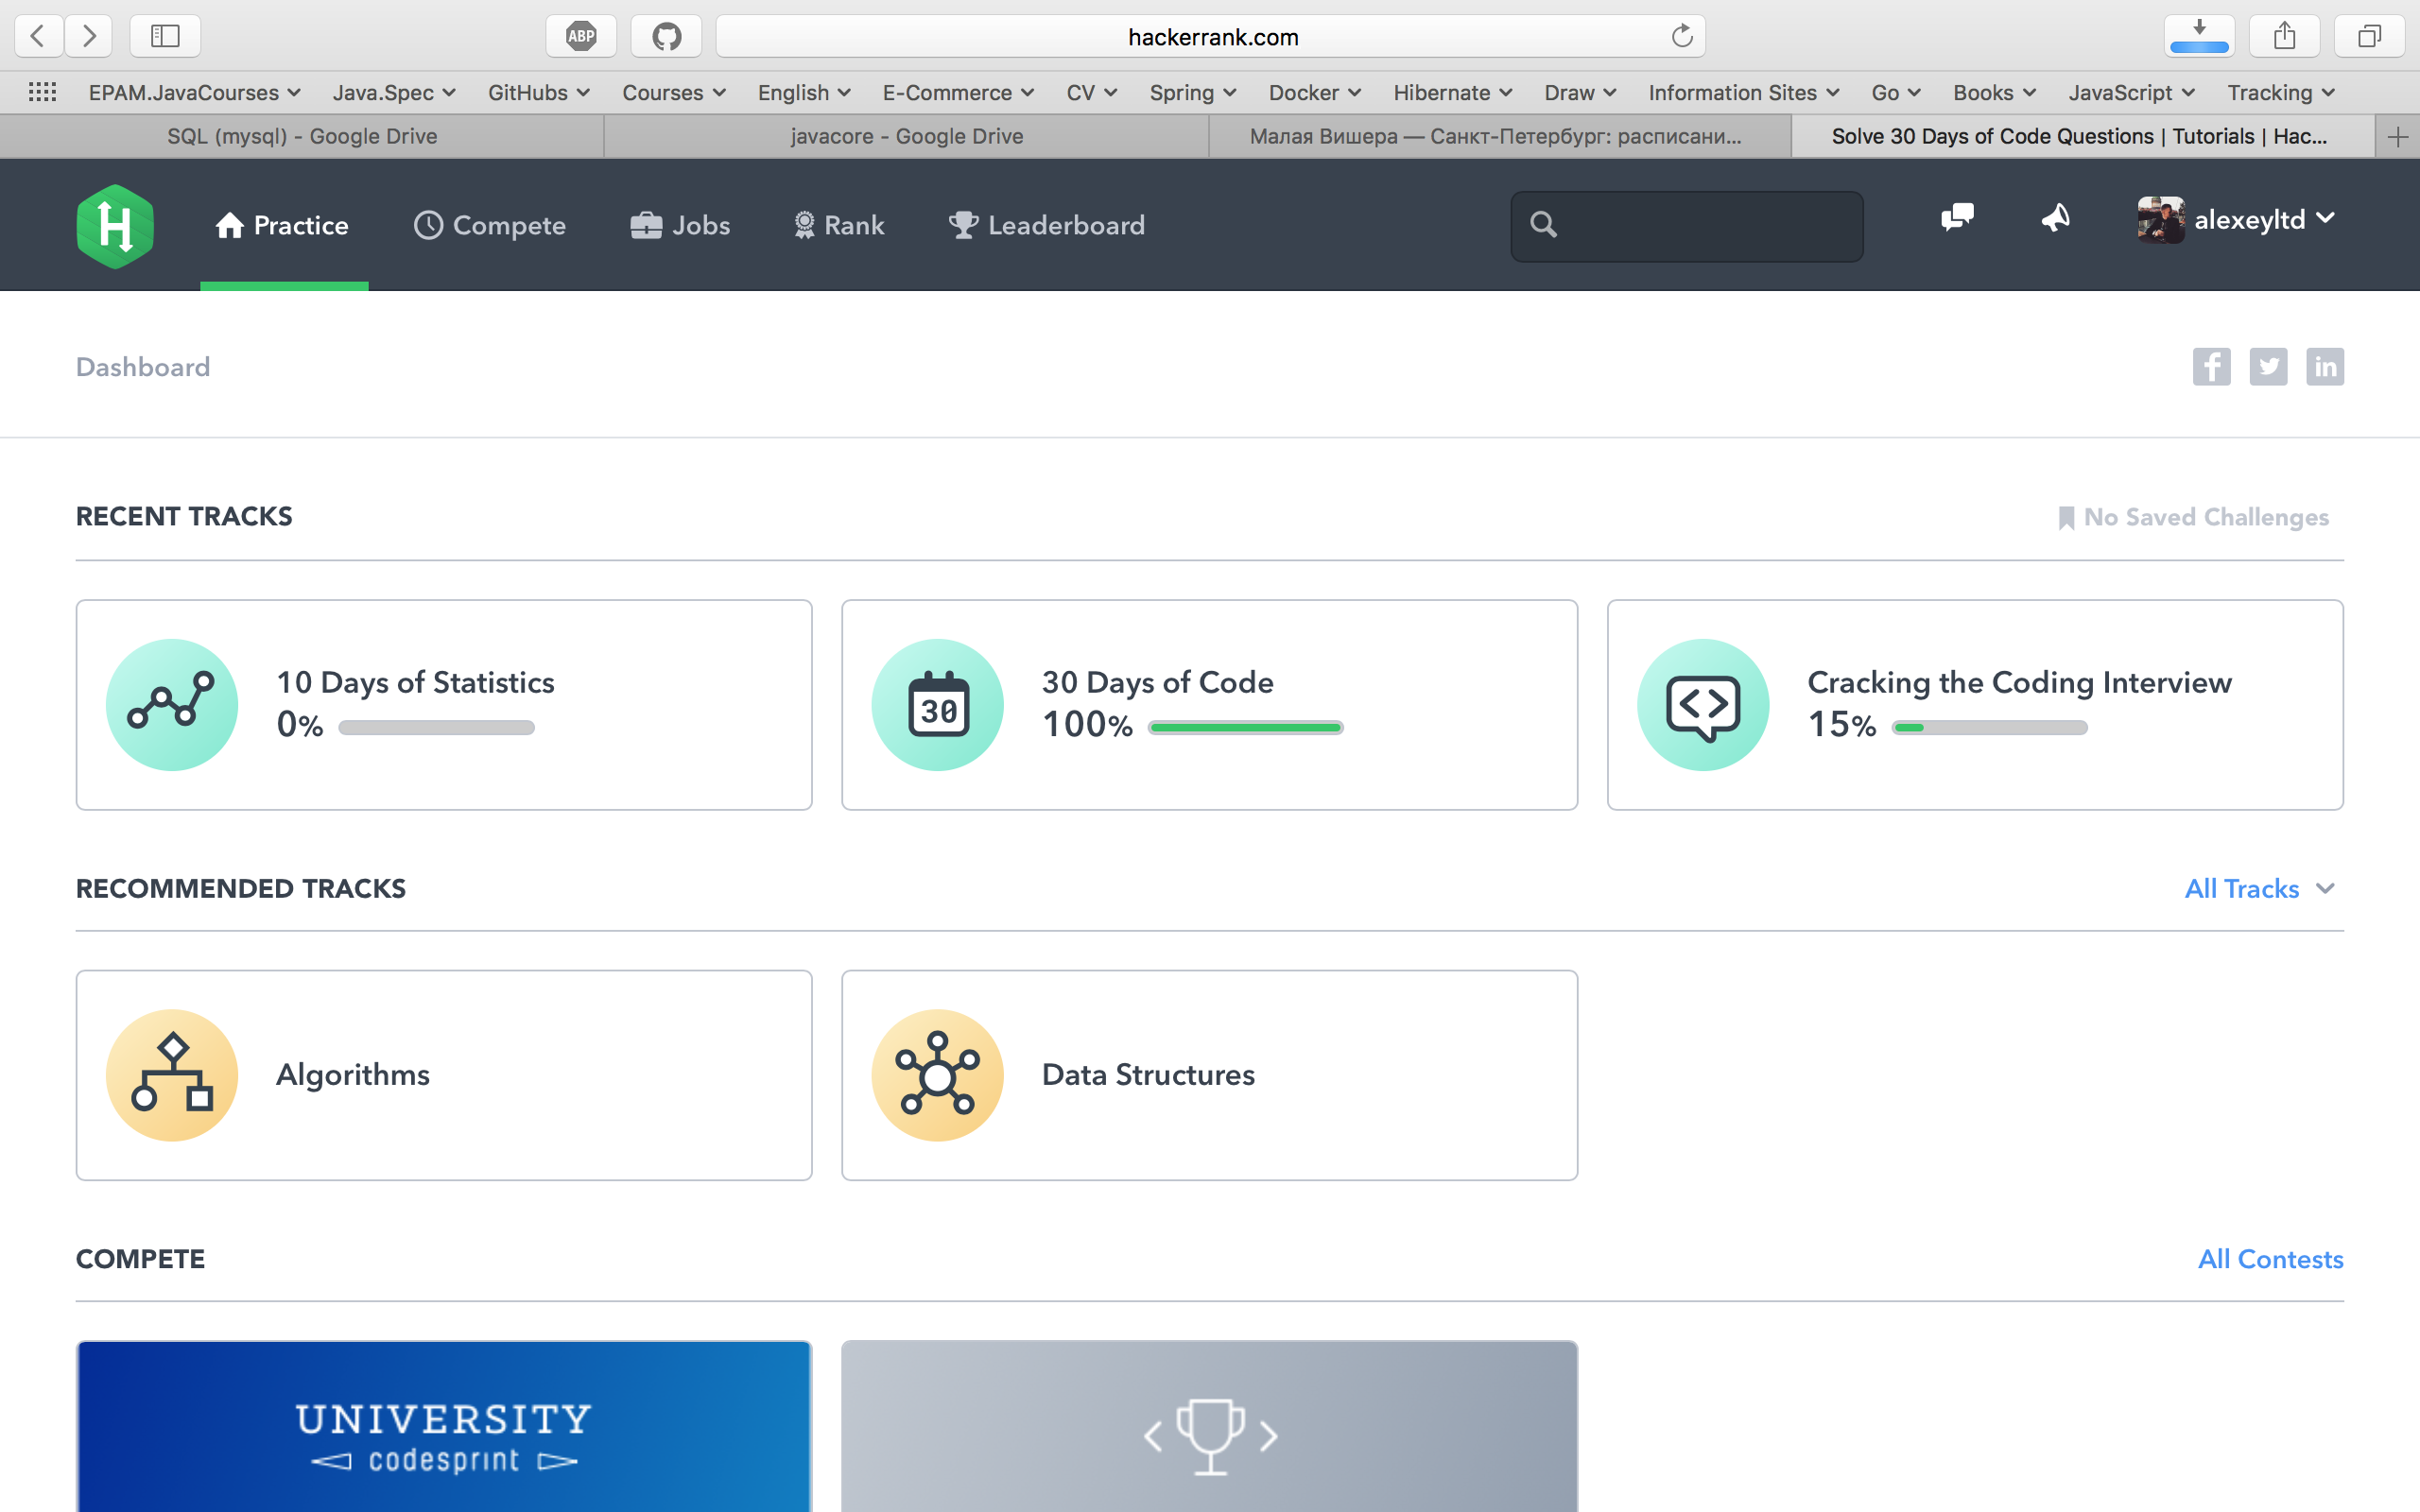 ABP
hackerrank.com
EPAM.JavaCourses Java.Spec GitHubs Courses English E-Commerce CV Spring Docker Hibernate Draw Information Sites Go Books JavaScript Tracking
SQL (mysql) - Google Drive javacore - Google Drive Малая Вишера — Санкт-Петербург: расписани... Solve 30 Days of Code Questions | Tutorials | Hac...
H Practice Compete Jobs Rank Leaderboard alexeyltd
Dashboard f in
RECENT TRACKS No Saved Challenges
10 Days of Statistics
0%
30
30 Days of Code
100%
Cracking the Coding Interview
15%
RECOMMENDED TRACKS All Tracks
Algorithms Data Structures
COMPETE All Contests
UNIVERSITY
codesprint